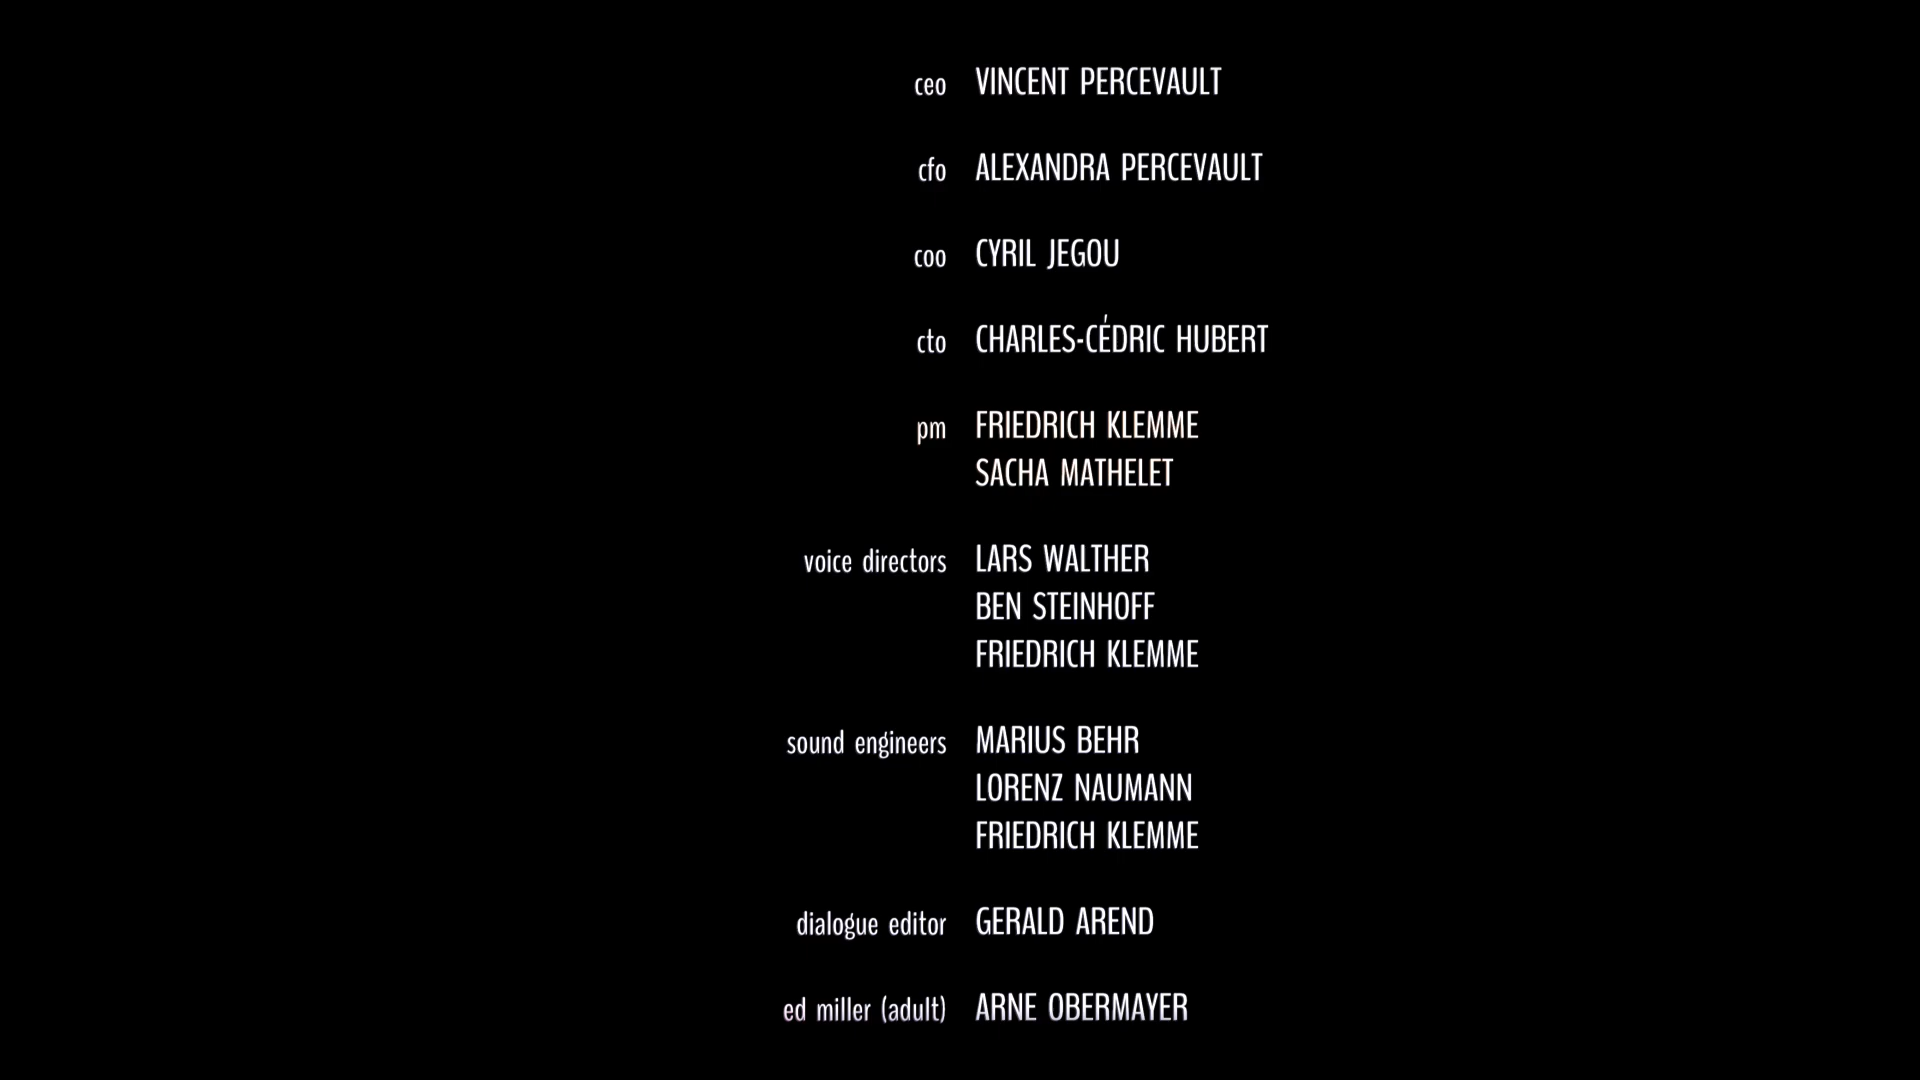 ceo VINCENT PERCEVAULT
cfo ALEXANDRA PERCEVAULT
coo CYRIL JEGOU
cto CHARLES-CÉDRIC HUBERT
pm FRIEDRICH KLEMME
SACHA MATHELET
voice directors LARS WALTHER
BEN STEINHOFF
FRIEDRICH KLEMME
sound engineers MARIUS BEHR
LORENZ NAUMANN
FRIEDRICH KLEMME
dialogue editor GERALD AREND
ed miller (adult) ARNE OBERMAYER